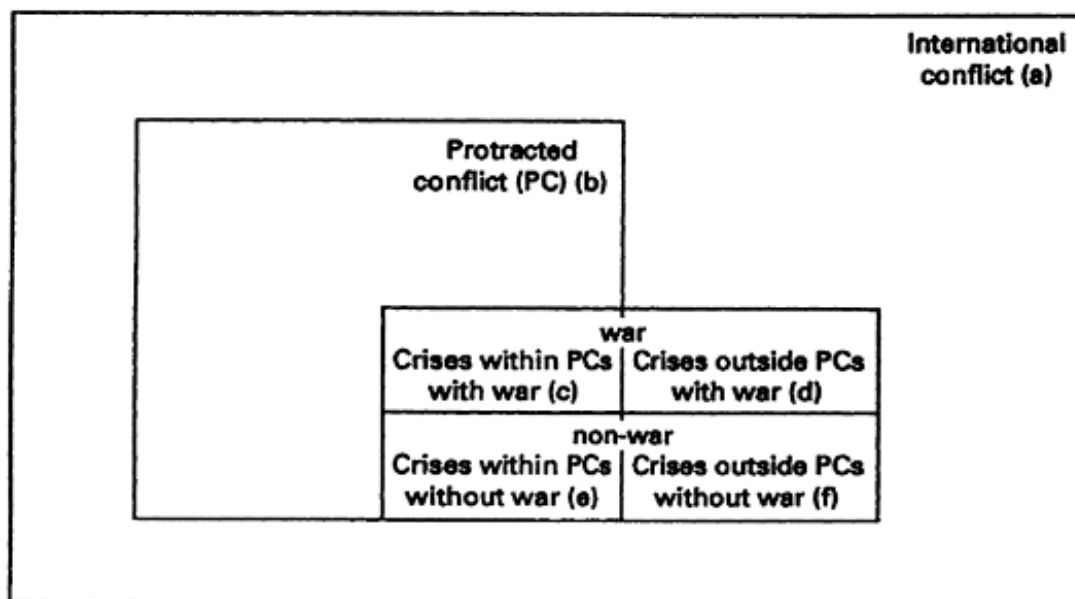 International
conflict (a)
Protracted
conflict (PC) (b)
war
Crises within PCs
with war (c)
Crises outside PCs
with war (d)
non-war
Crises within PCs
without war (e)
Crises outside PCs
without war (f)